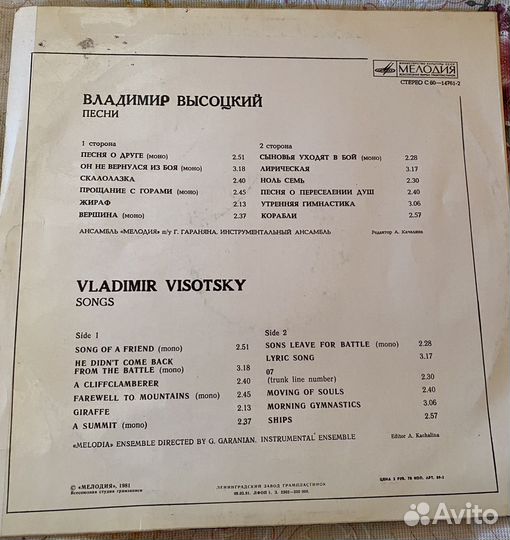 МЕЛОДИЯ
СТЕРЕО С 60—14761-2
ВЛАДИМИР ВЫСОЦКИЙ
ПЕСНИ
1 сторона
ПЕСНЯ О ДРУГЕ (моно) 2.51
ОН НЕ ВЕРНУЛСЯ ИЗ БОЯ (моно) 3.18
СКАЛОЛАЗКА 2.40
ПРОЩАНИЕ С ГОРАМИ (моно) 2.45
ЖИРАФ 2.13
ВЕРШИНА (моно) 2.37
2 сторона
СЫНОВЬЯ УХОДЯТ В БОЙ (моно) 2.28
ЛИРИЧЕСКАЯ 3.17
НОЛЬ СЕМЬ 2.30
ПЕСНЯ О ПЕРЕСЕЛЕНИИ ДУШ 2.40
УТРЕННЯЯ ГИМНАСТИКА 3.06
КОРАБЛИ 2.57
АНСАМБЛЬ «МЕЛОДИЯ» п/у Г. ГАРАНЯНА. ИНСТРУМЕНТАЛЬНЫЙ АНСАМБЛЬ
Редактор А. Качалина
VLADIMIR VISOTSKY
SONGS
Side 1
SONG OF A FRIEND (mono) 2.51
HE DIDN'T COME BACK
FROM THE BATTLE (mono) 3.18
A CLIFFCLAMBERER 2.40
FAREWELL TO MOUNTAINS (mono) 2.45
GIRAFFE 2.13
A SUMMIT (mono) 2.37
Side 2
SONS LEAVE FOR BATTLE (mono) 2.28
LYRIC SONG 3.17
07
(trunk line number) 2.30
MOVING OF SOULS 2.40
MORNING GYMNASTICS 3.06
SHIPS 2.57
«MELODIA» ENSEMBLE DIRECTED BY G. GARANIAN. INSTRUMENTAL ENSEMBLE
Editor A. Kachalina
© «МЕЛОДИЯ», 1981
Всесоюзная студия грамзаписи
ЛЕНИНГРАДСКИЙ ЗАВОД ГРАМПЛАСТИНОК
ЦЕНА 2 РУБ. 70 КОП. АРТ.
Avito